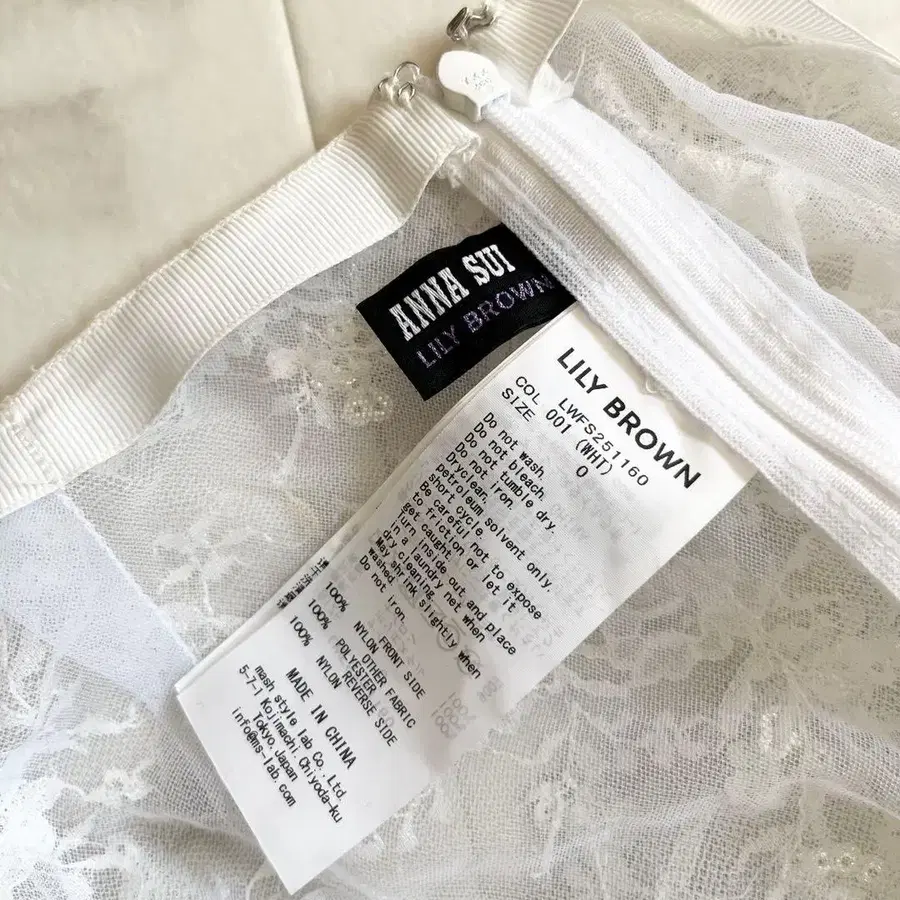 YKK
ANNA SUI
LILY BROWN
LILY BROWN
LWFS251160
COL 001 (WHT)
SIZE 0
Do not wash.
Do not bleach.
Do not tumble dry.
Do not iron.
Dryclean,
petroleum solvent only,
short cycle.
Be careful not to expose
to friction or let it
get caught.
Turn inside out and place
in a laundry net when
dry cleaning.
May shrink slightly when
washed.
Do not iron.
FRONT SIDE
100% NYLON
OTHER FABRIC
100% POLYESTER
REVERSE SIDE
100% NYLON
MADE IN CHINA
mash style lab Co., Ltd.
5-7-1 Kojimachi Chiyoda-ku
Tokyo, Japan
info@ms-lab.com